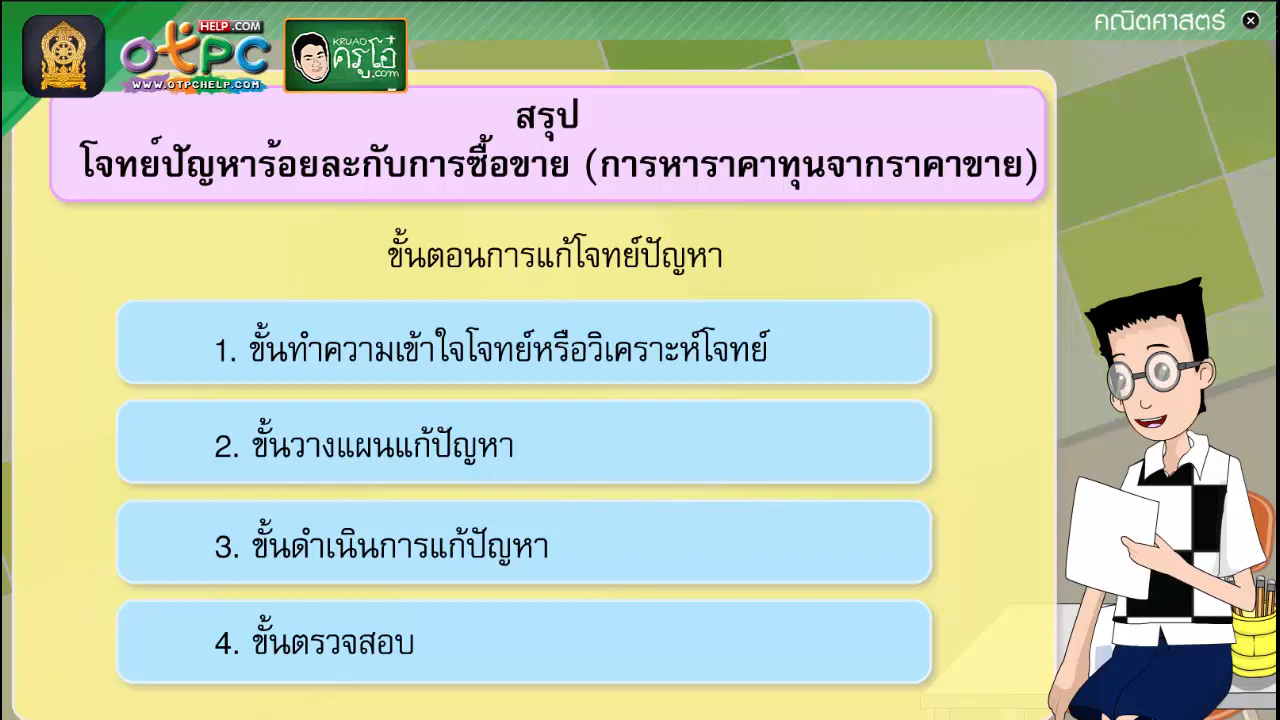 คณิตศาสตร์
HELP.COM
OTPC
WWW.OTPCHELP.COM
KRUAO
ครูโอ๋
.com
สรุป
โจทย์ปัญหาร้อยละกับการซื้อขาย (การหาราคาทุนจากราคาขาย)
ขั้นตอนการแก้โจทย์ปัญหา
1. ขั้นทำความเข้าใจโจทย์หรือวิเคราะห์โจทย์
2. ขั้นวางแผนแก้ปัญหา
3. ขั้นดำเนินการแก้ปัญหา
4. ขั้นตรวจสอบ